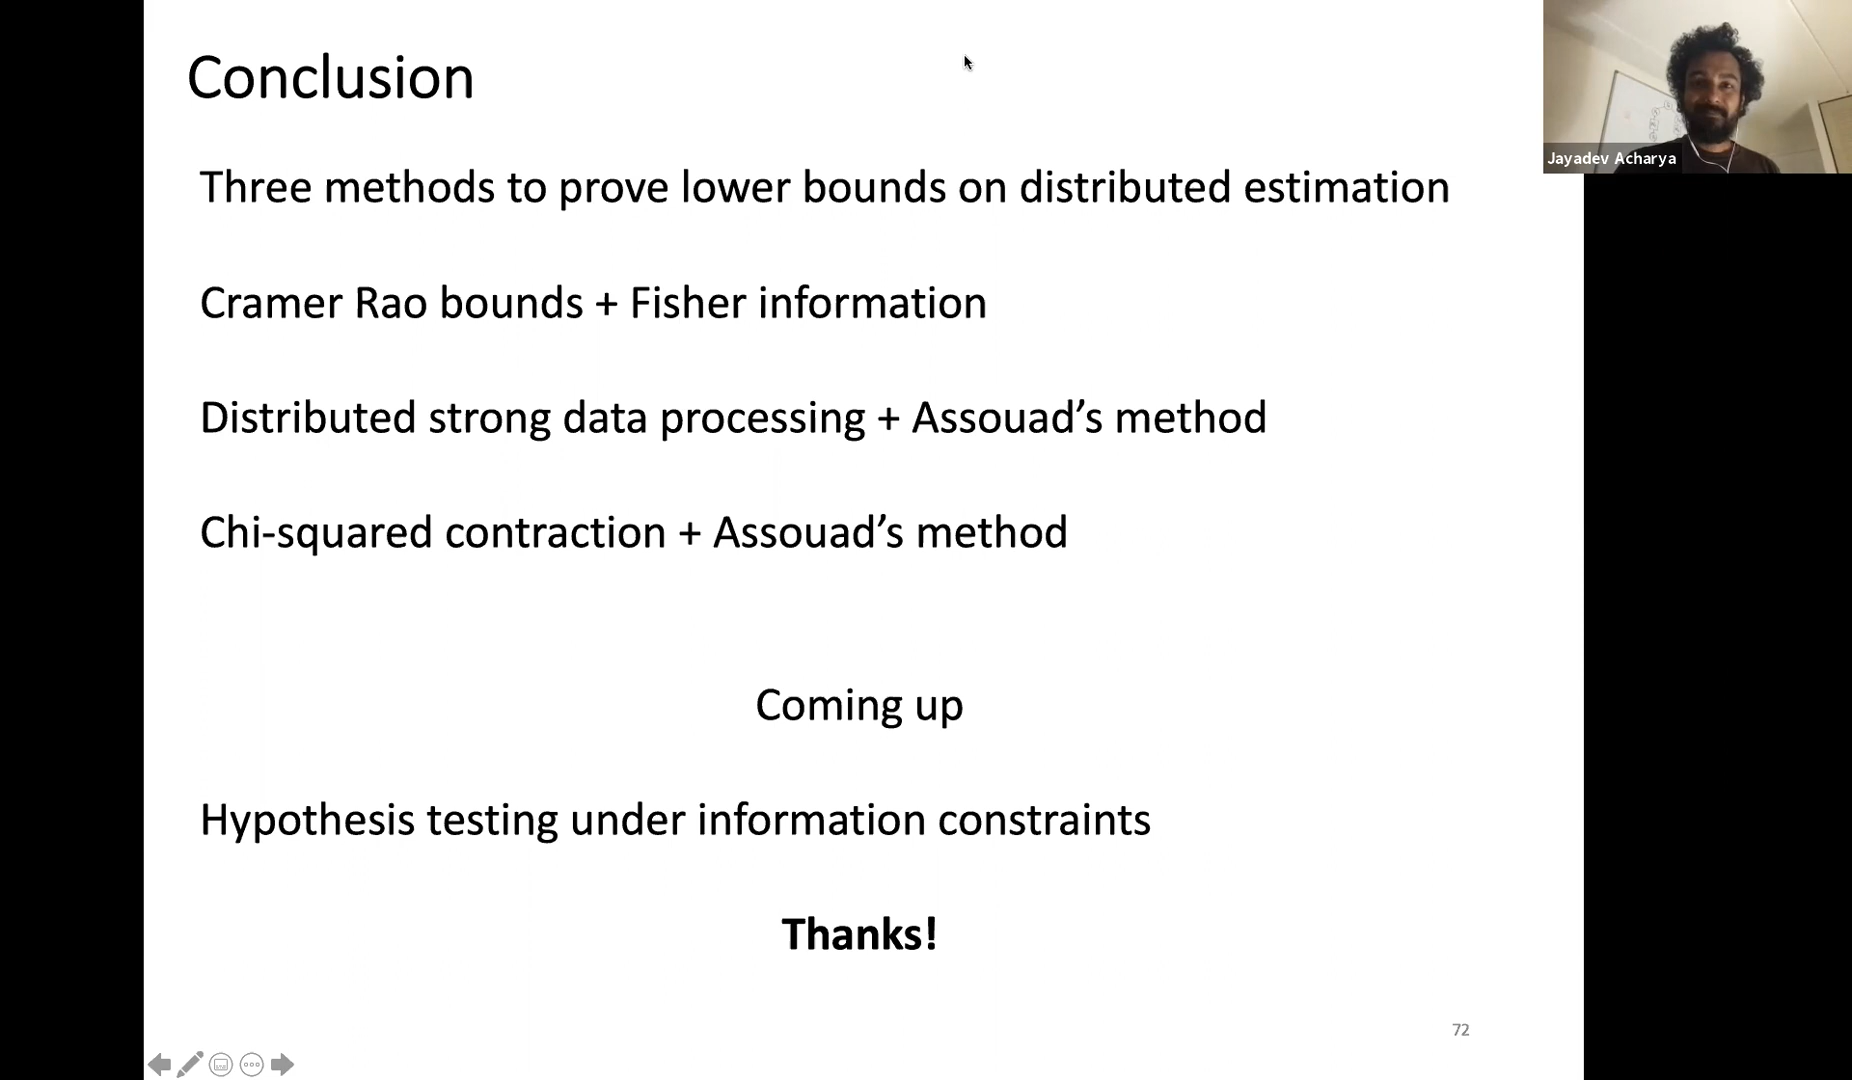 Conclusion
Jayadev Acharya
Three methods to prove lower bounds on distributed estimation
Cramer Rao bounds + Fisher information
Distributed strong data processing + Assouad’s method
Chi-squared contraction + Assouad’s method
Coming up
Hypothesis testing under information constraints
Thanks!
72